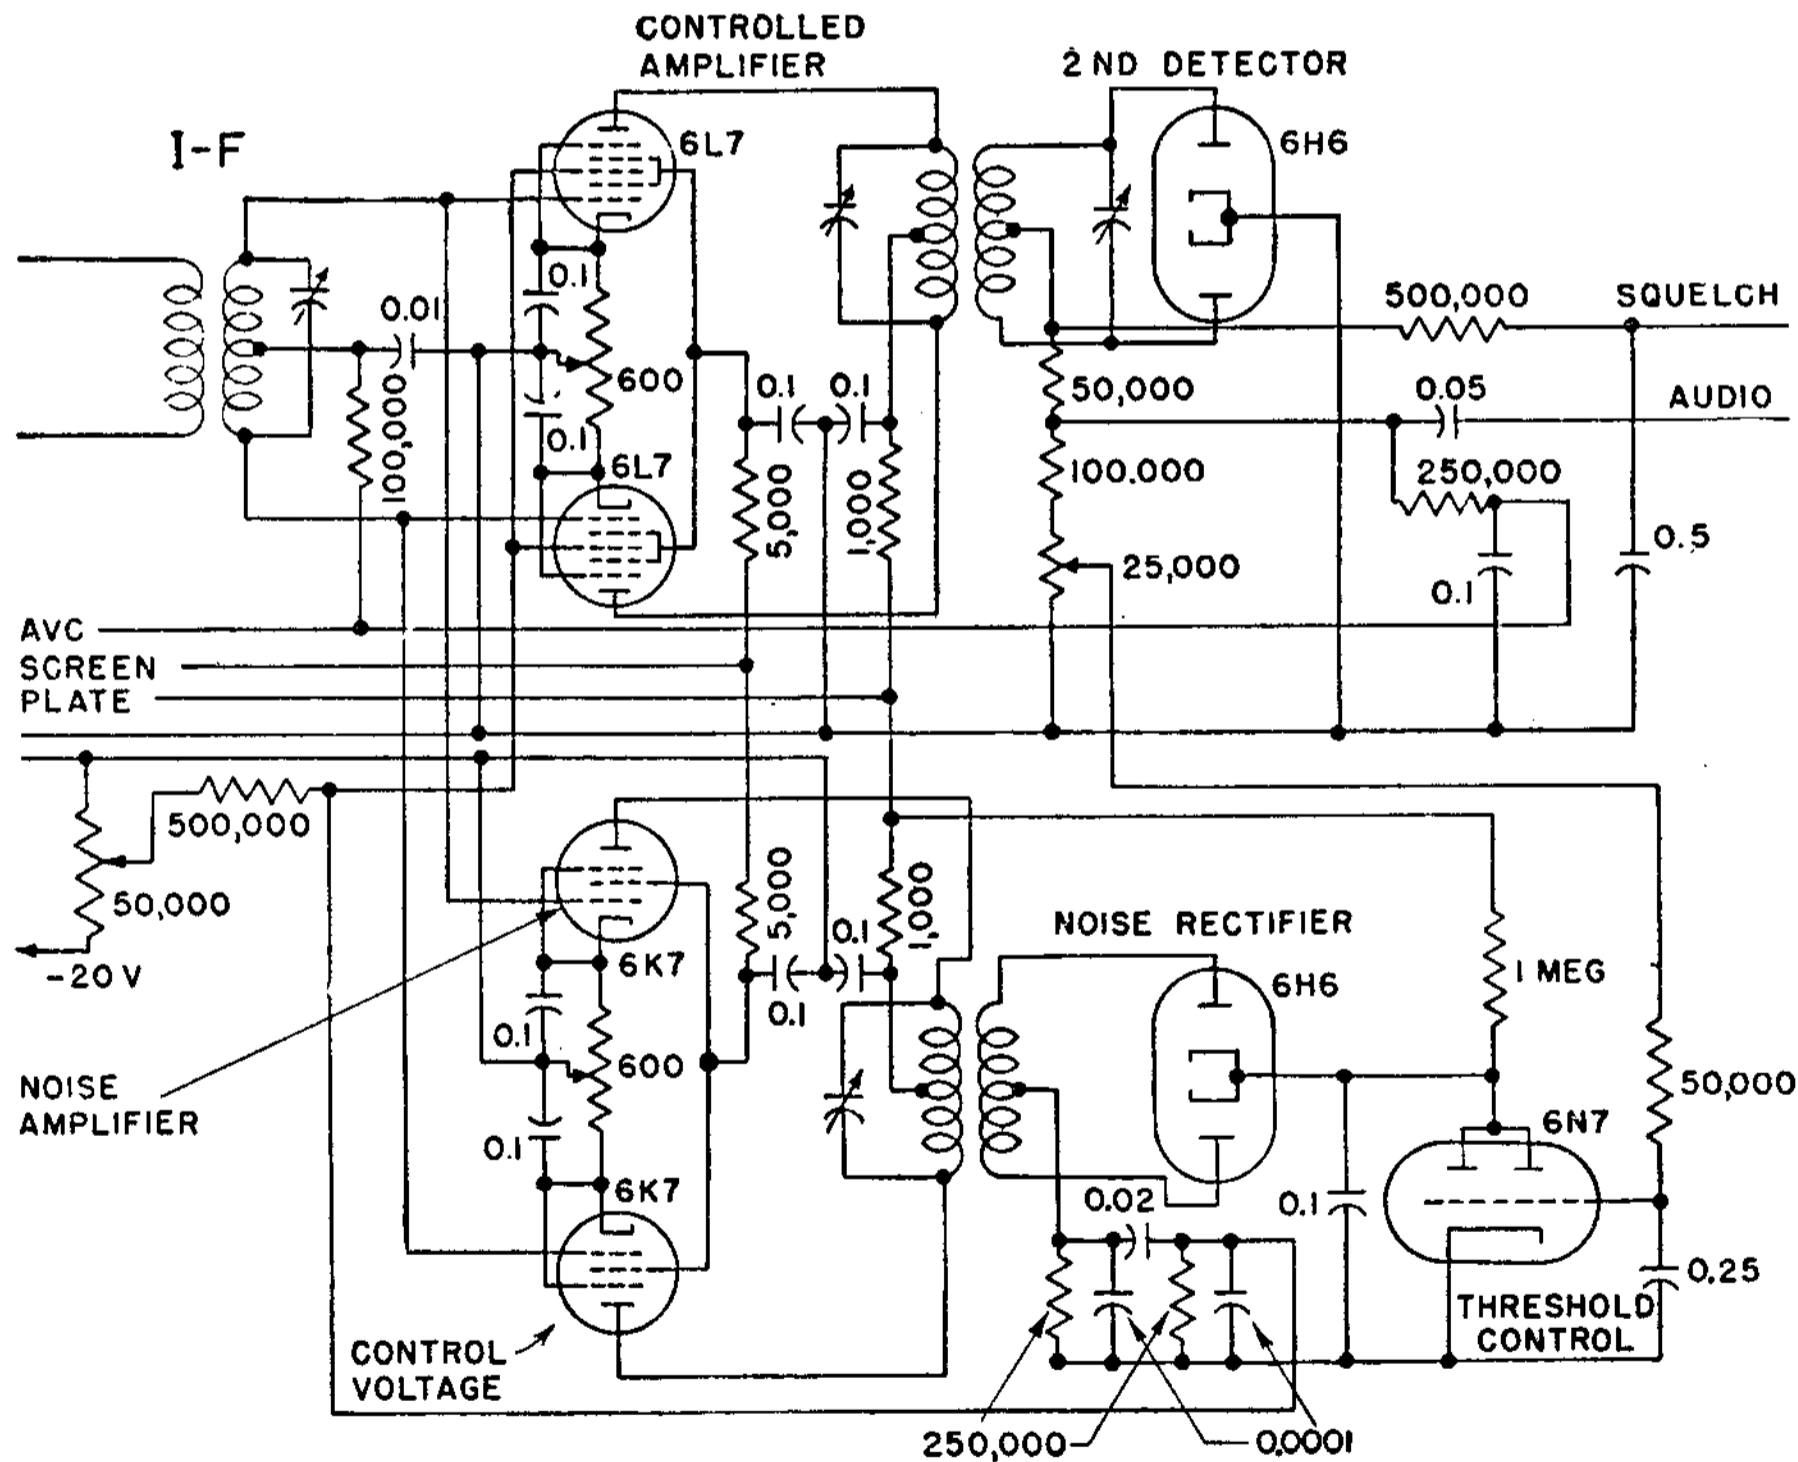 CONTROLLED
AMPLIFIER
2ND DETECTOR
I-F
6L7
6H6
0.1
0.01
500,000
SQUELCH
600
0.1
0.1
50,000
0.05
AUDIO
100,000
0.1
6L7
5,000
1,000
100.000
250,000
25,000
0.1
0.5
AVC
SCREEN
PLATE
500,000
50,000
-20V
5,000
1,000
0.1
0.1
6K7
NOISE RECTIFIER
6H6
1 MEG
0.1
600
NOISE
AMPLIFIER
50,000
6N7
0.1
6K7
0.02
0.1
0.25
THRESHOLD
CONTROL
CONTROL
VOLTAGE
250,000
0.0001